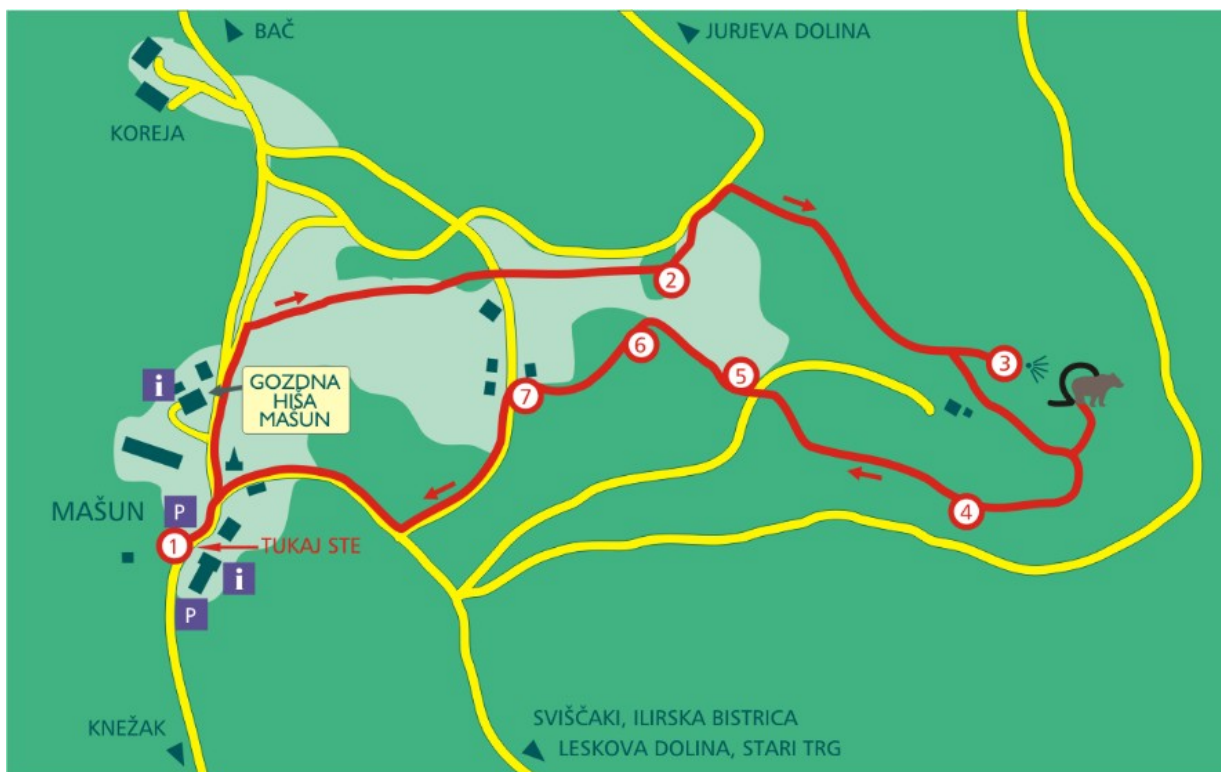 BAČ
JURJEVA DOLINA
KOREJA
2
3
6
5
i
GOZDNA
HIŠA
MAŠUN
7
4
MAŠUN
P
1
TUKAJ STE
i
P
KNEŽAK
SVIŠČAKI, ILIRSKA BISTRICA
LESKOVA DOLINA, STARI TRG